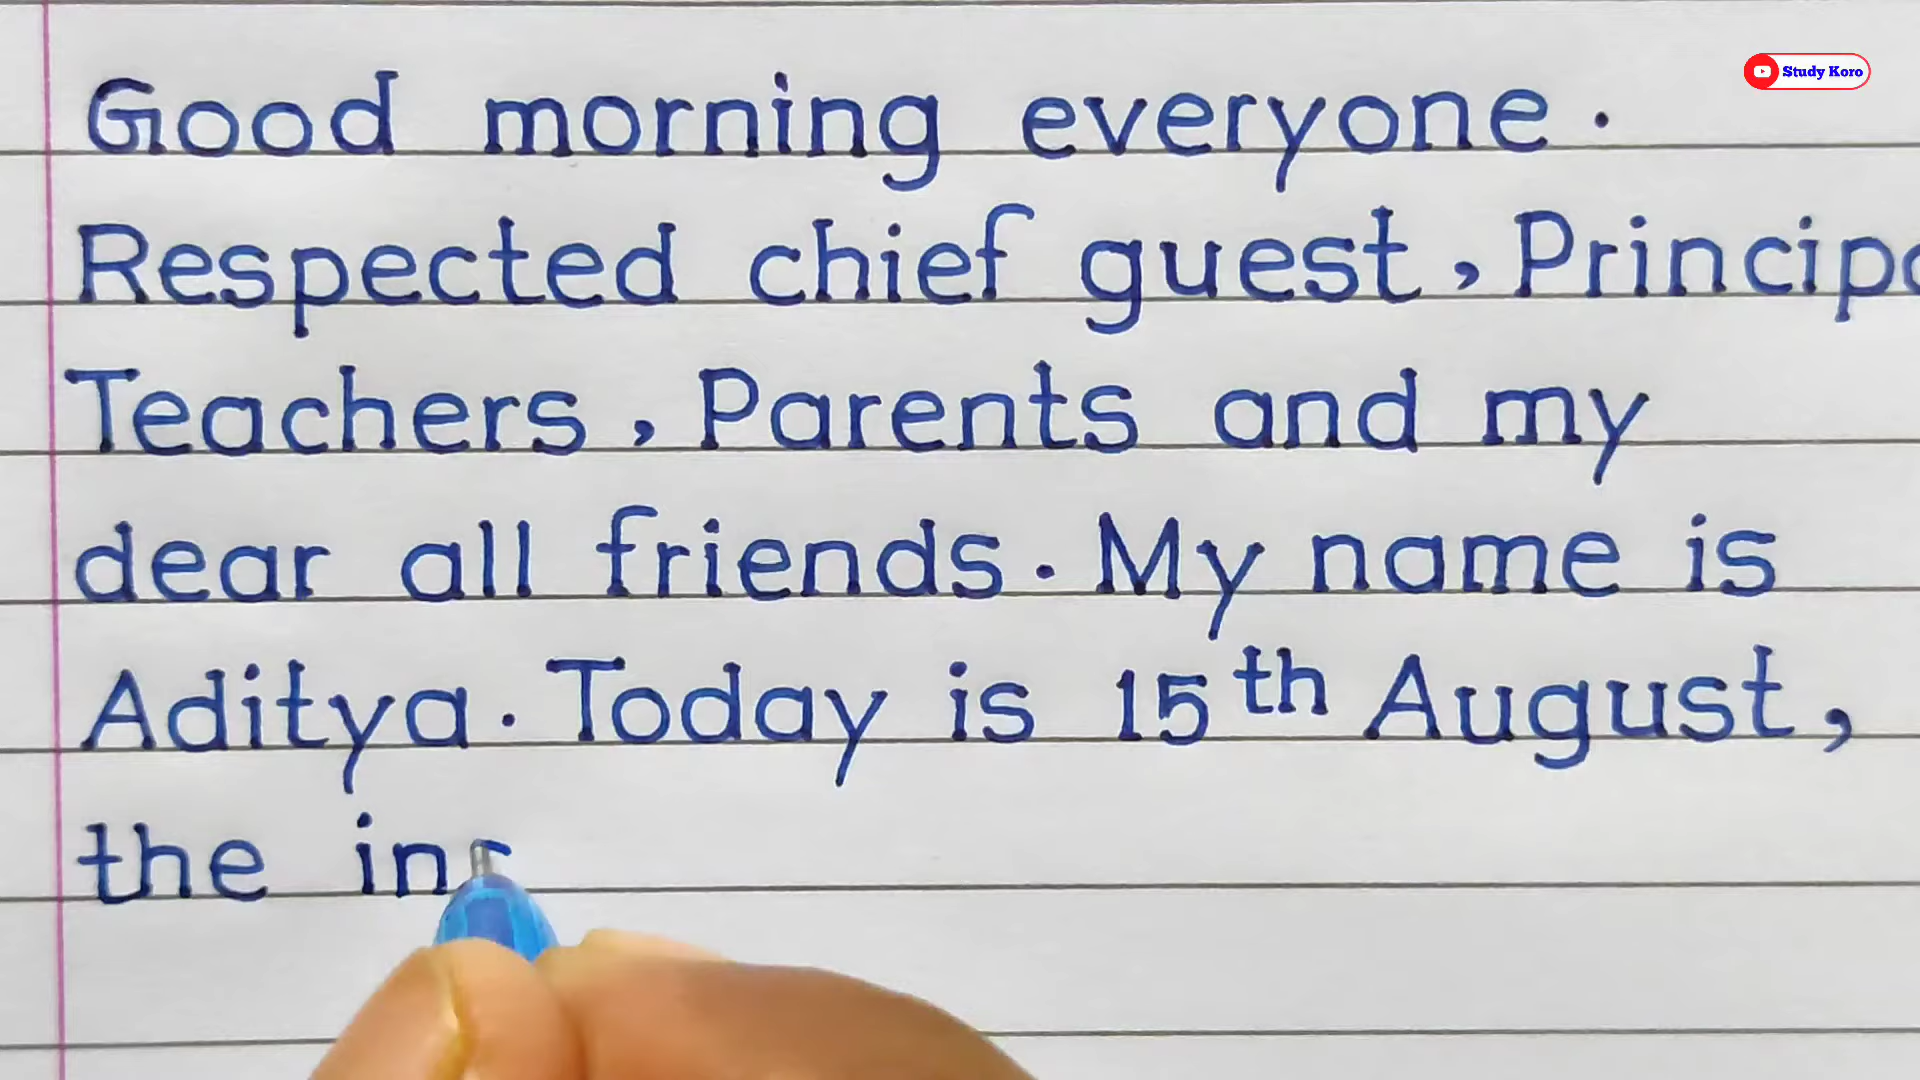 Good morning everyone.
Study Koro
Respected chief guest, Principa
Teachers, Parents and my
dear all friends. My name is
Aditya. Today is 15th August,
the in